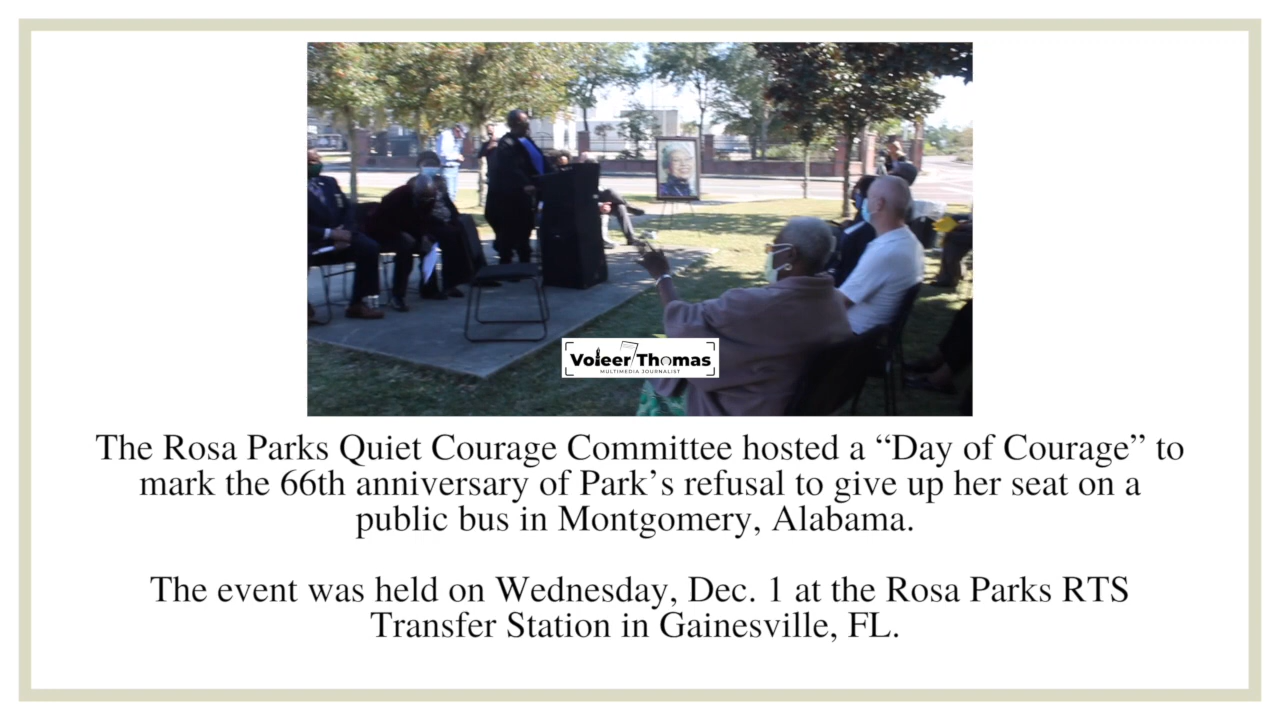 Voleer Thomas
MULTIMEDIA JOURNALIST
The Rosa Parks Quiet Courage Committee hosted a “Day of Courage” to
mark the 66th anniversary of Park’s refusal to give up her seat on a
public bus in Montgomery, Alabama.
The event was held on Wednesday, Dec. 1 at the Rosa Parks RTS
Transfer Station in Gainesville, FL.